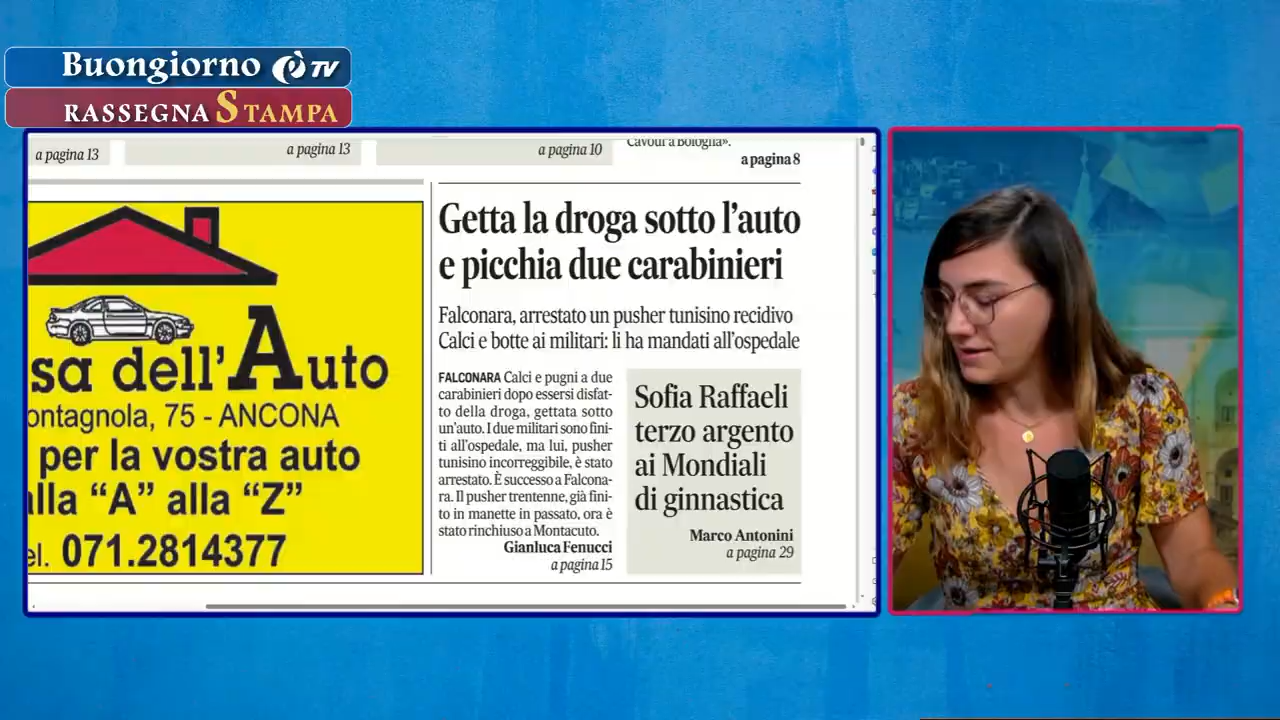 Buongiorno è TV
RASSEGNA STAMPA
a pagina 13
a pagina 13
a pagina 10
Cavour a Bologna».
a pagina 8
sa dell'Auto
ontagnola, 75 - ANCONA
per la vostra auto
alla “A” alla “Z”
el. 071.2814377
Getta la droga sotto l'auto
e picchia due carabinieri
Falconara, arrestato un pusher tunisino recidivo
Calci e botte ai militari: li ha mandati all'ospedale
FALCONARA Calci e pugni a due
carabinieri dopo essersi disfat-
to della droga, gettata sotto
un'auto. I due militari sono fini-
ti all'ospedale, ma lui, pusher
tunisino incorreggibile, è stato
arrestato. È successo a Falcona-
ra. Il pusher trentenne, già fini-
to in manette in passato, ora è
stato rinchiuso a Montacuto.
Gianluca Fenucci
a pagina 15
Sofia Raffaeli
terzo argento
ai Mondiali
di ginnastica
Marco Antonini
a pagina 29